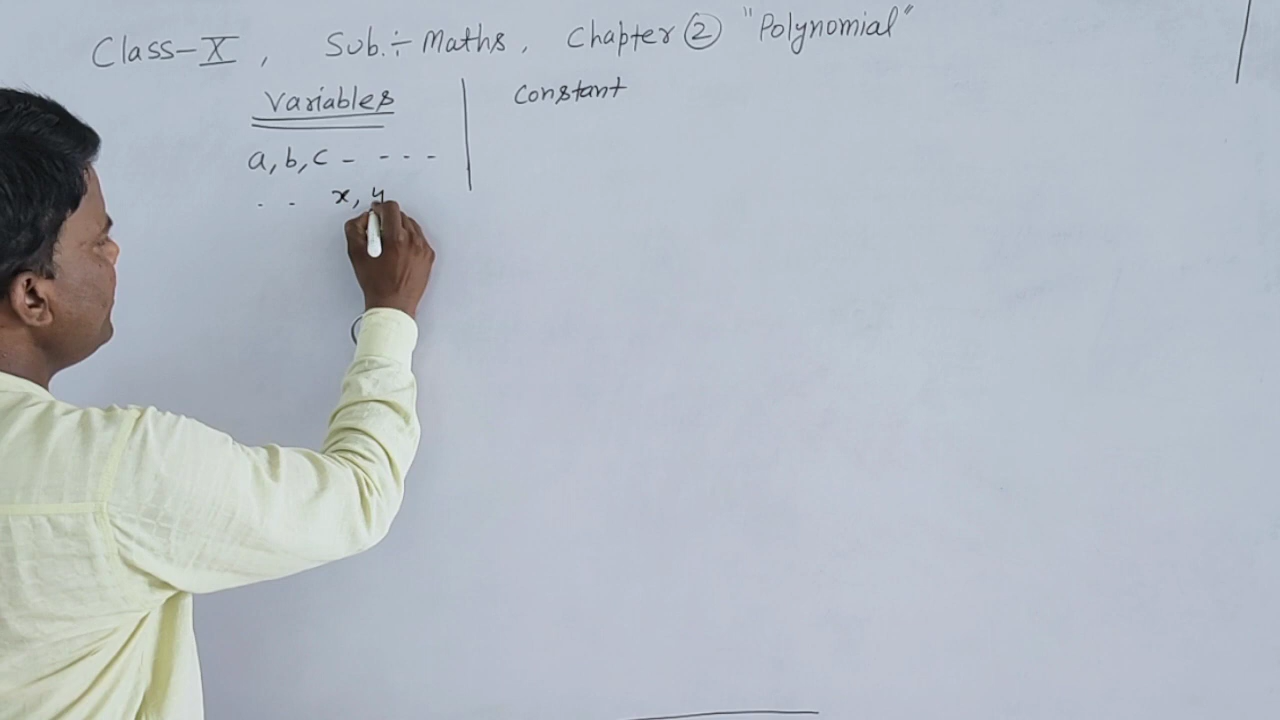 Class-X, Sub.÷ Maths, Chapter ② "Polynomial"
Variables
Constant
a, b, c - - - -
. . x, y